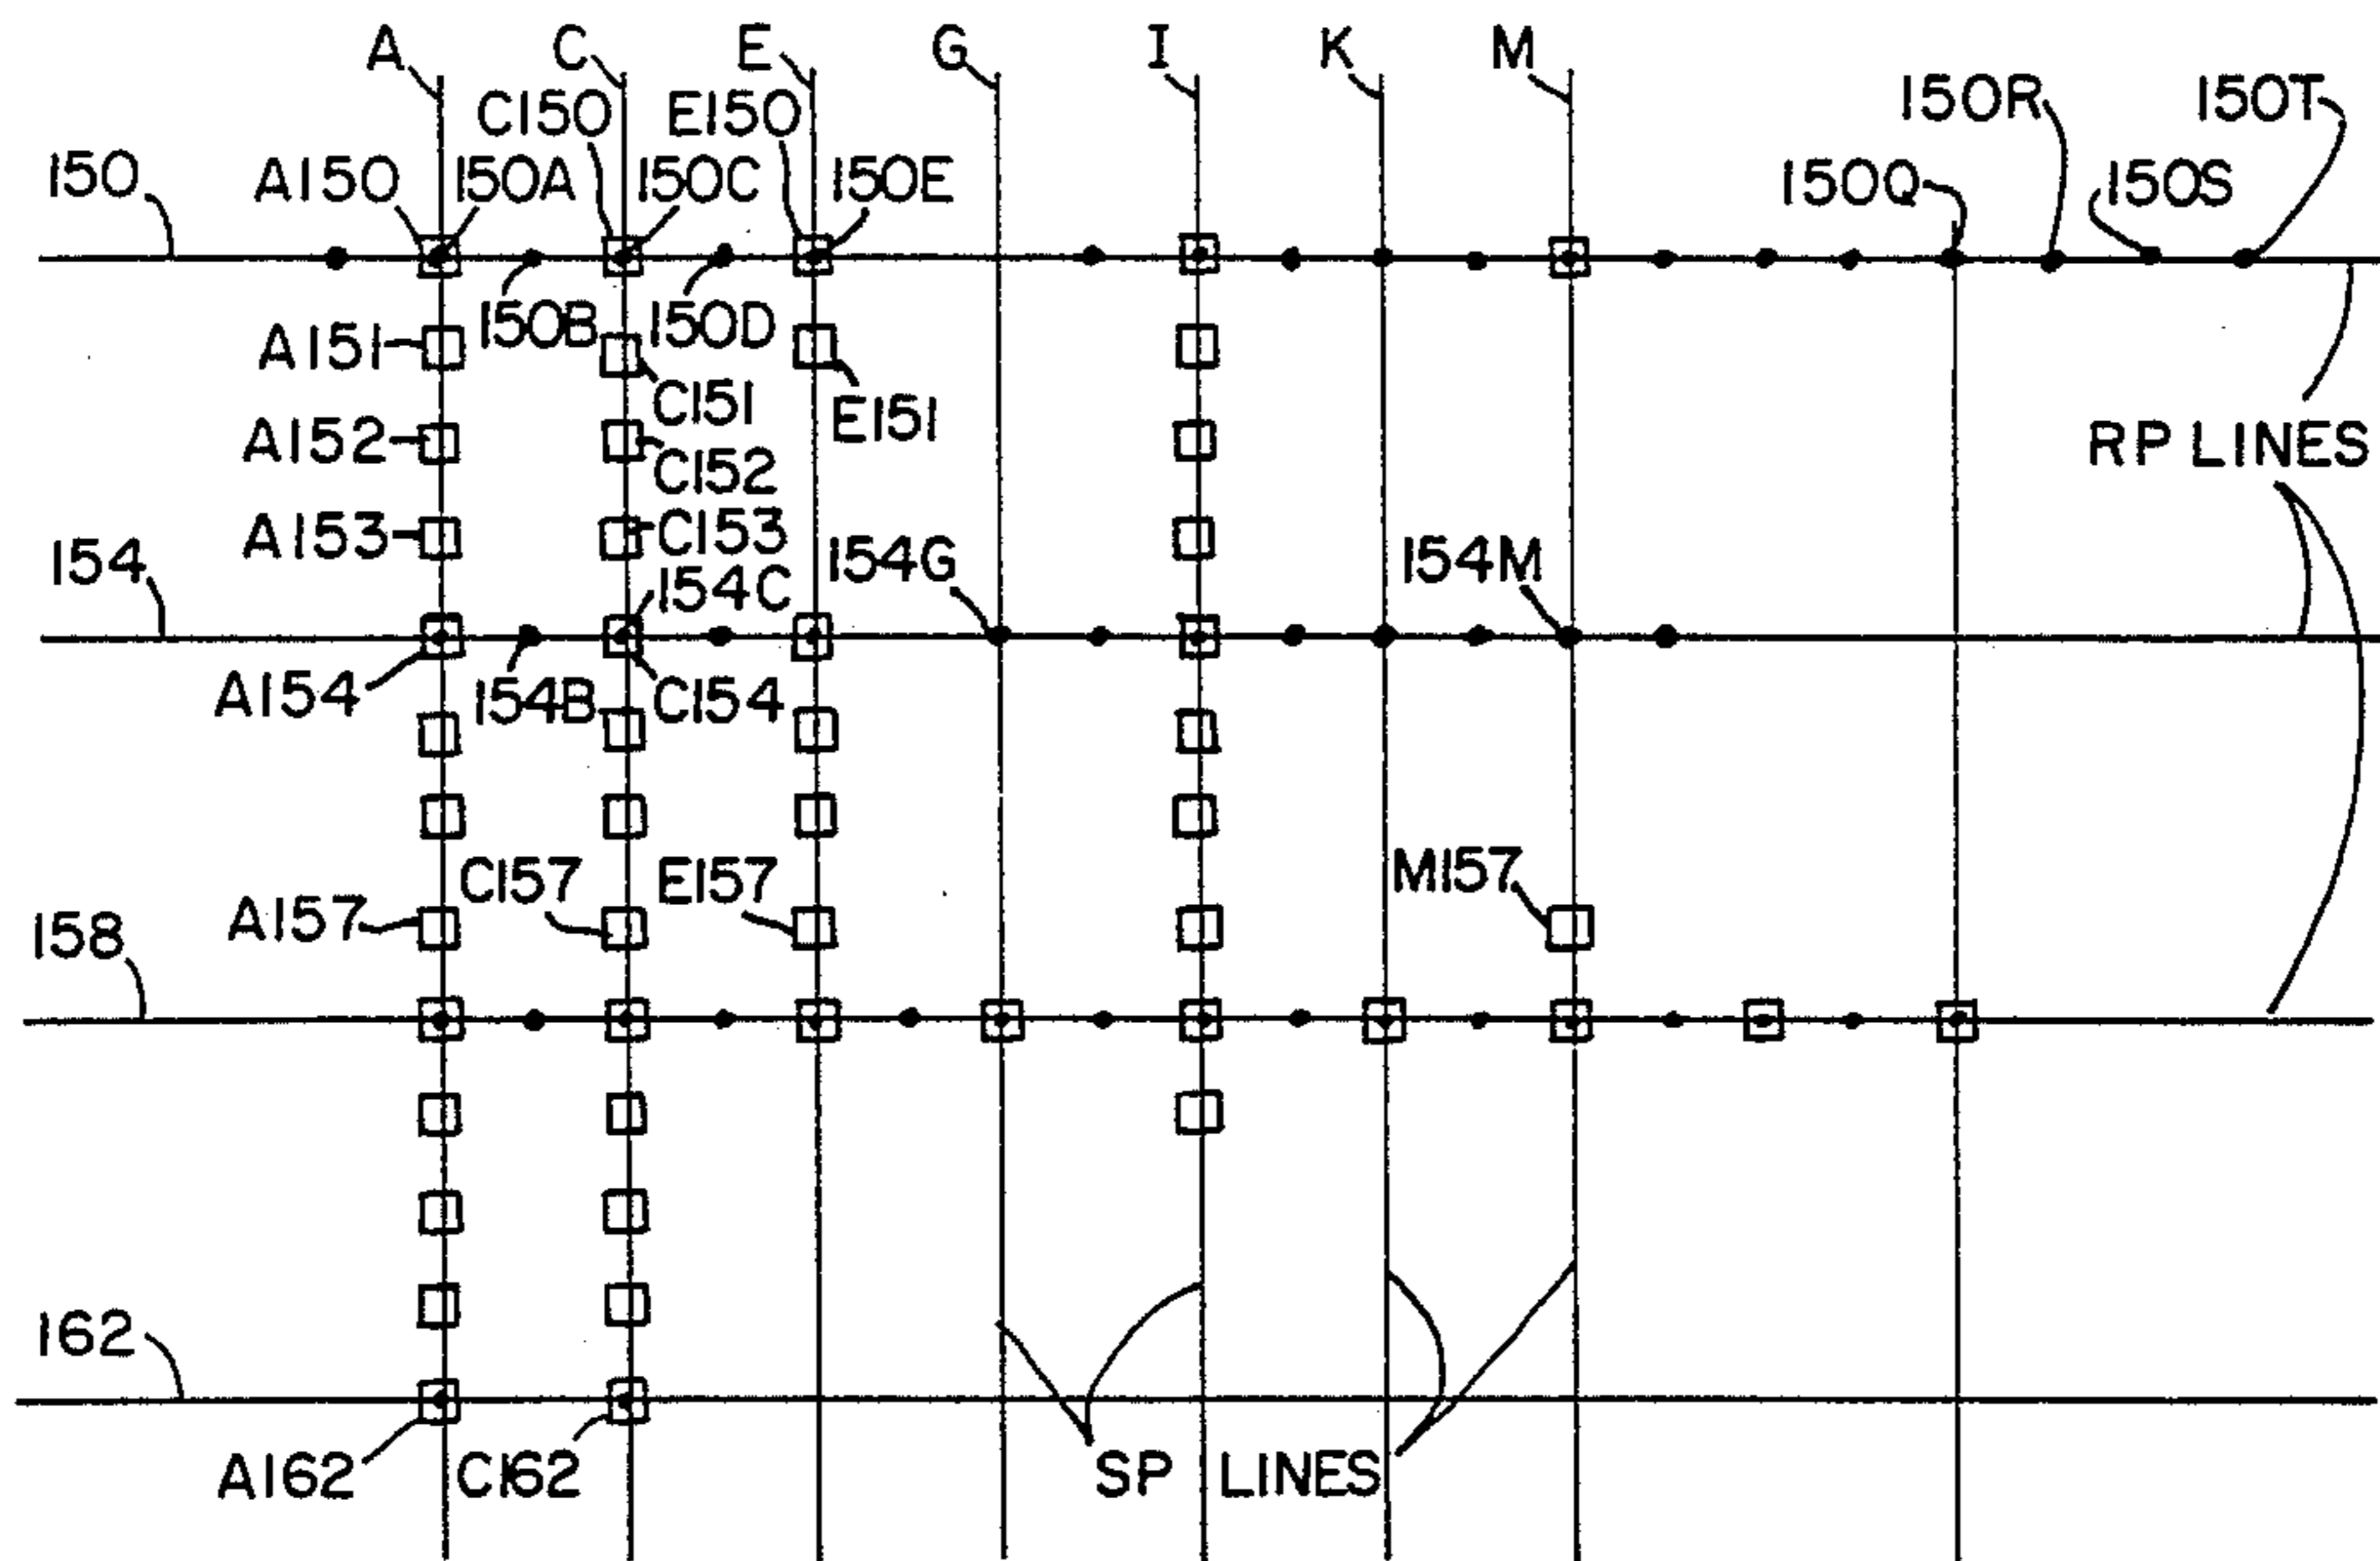 A C E G I K M
C150 E150 150R 150T
150 A150 150A 150C 150E 150Q 150S
150B 150D
A151 C151 E151
A152 C152 RP LINES
A153 C153
154 154C 154G 154M
A154 154B C154
C157 E157 M157
158 A157
162
A162 C162 SP LINES